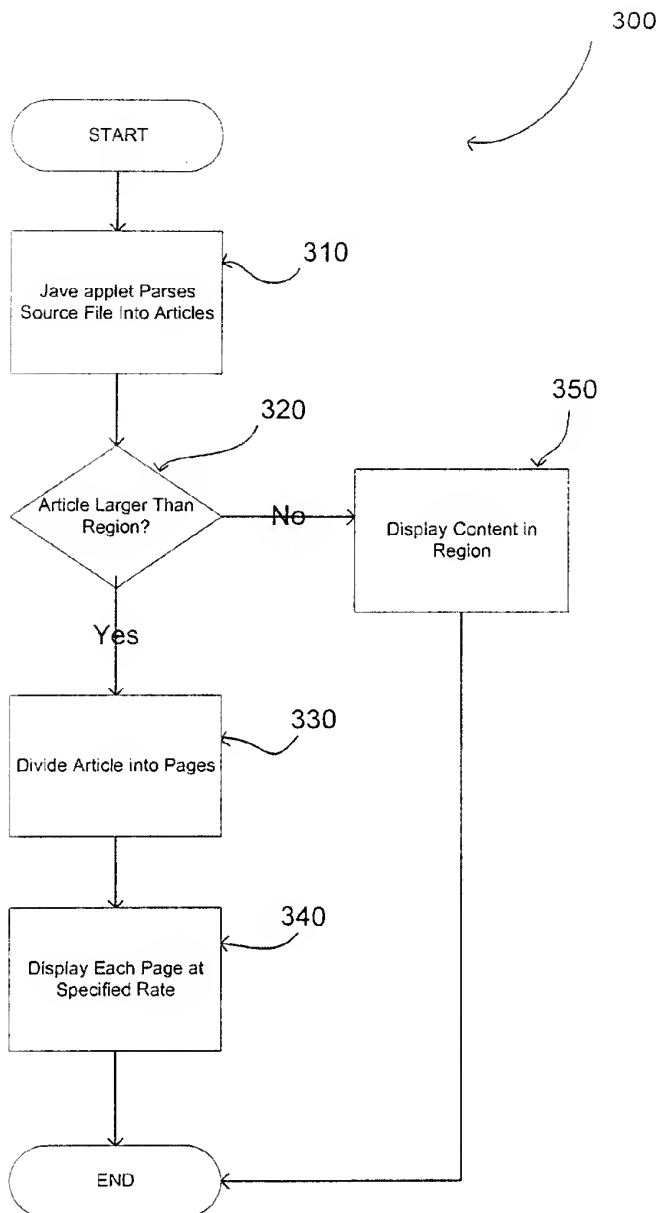 300
START
310
Jave applet Parses
Source File Into Articles
320
350
Article Larger Than
Region?
No
Display Content in
Region
Yes
330
Divide Article into Pages
340
Display Each Page at
Specified Rate
END